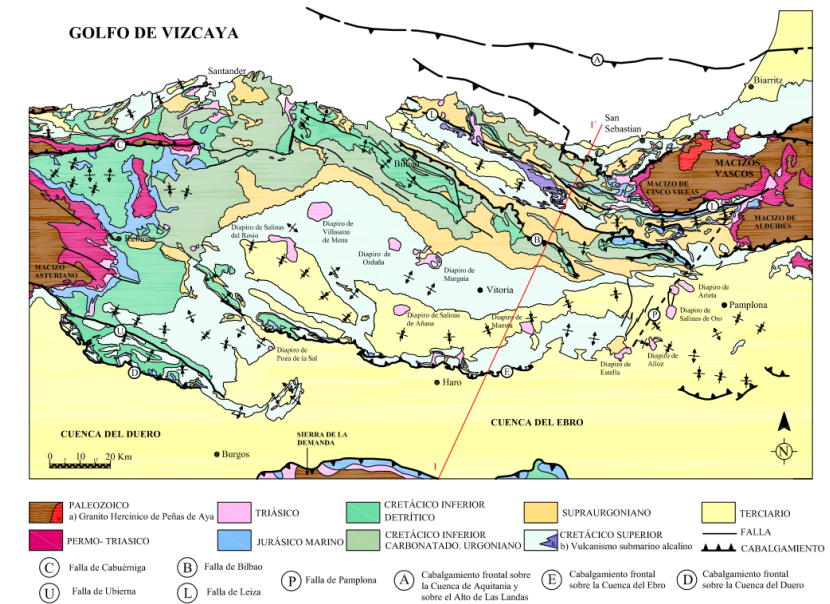 GOLFO DE VIZCAYA
A
Santander
Biarritz
San
Sebastian
I´
L
C
Bilbao
MACIZOS
VASCOS
MACIZO DE
CINCO VILLAS
L
MACIZO DE
ALDUIDES
Diapiro de Salinas
del Rosío
Diapiro de
Villasana
de Mena
Reinosa
B
Diapiro de
Orduña
MACIZO
ASTURIANO
Diapiro de
Murguia
Vitoria
Diapiro de
Arteta
Pamplona
Diapiro de
Salinas de Oro
Diapiro de Salinas
de Añana
Diapiro de
Maestu
P
U
Diapiro de
Poza de la Sal
Diapiro de
Estella
Diapiro de
Alloz
D
E
Haro
CUENCA DEL DUERO
CUENCA DEL EBRO
SIERRA DE LA
DEMANDA
0 10 20 Km
Burgos
I
N
PALEOZOICO
a) Granito Hercínico de Peñas de Aya
TRIÁSICO
CRETÁCICO INFERIOR
DETRÍTICO
SUPRAURGONIANO
TERCIARIO
PERMO- TRIASICO
JURÁSICO MARINO
CRETÁCICO INFERIOR
CARBONATADO. URGONIANO
CRETÁCICO SUPERIOR
b) Vulcanismo submarino alcalino
FALLA
CABALGAMIENTO
C Falla de Cabuérniga
B Falla de Bilbao
P Falla de Pamplona
A Cabalgamiento frontal sobre
la Cuenca de Aquitania y
sobre el Alto de Las Landas
E Cabalgamiento frontal
sobre la Cuenca del Ebro
D Cabalgamiento frontal
sobre la Cuenca del Duero
U Falla de Ubierna
L Falla de Leiza